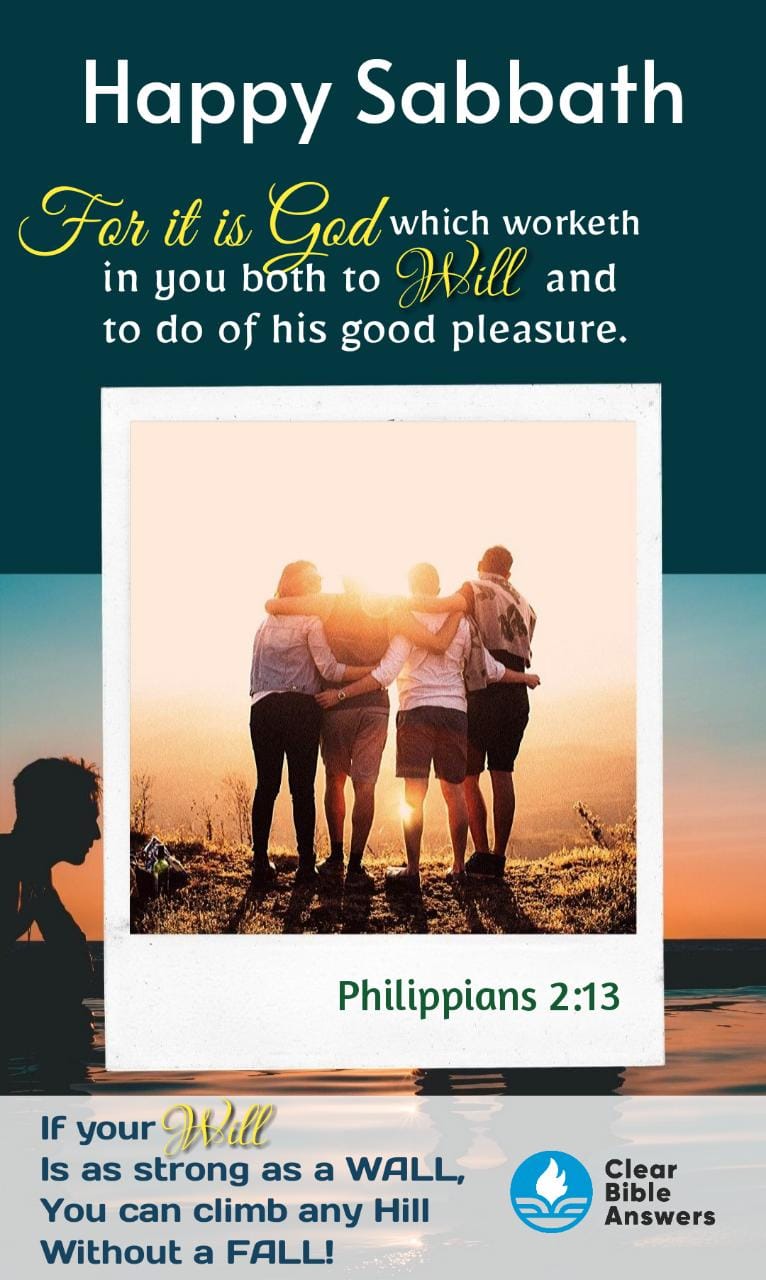 Happy Sabbath
For it is God which worketh
in you both to Will and
to do of his good pleasure.
Philippians 2:13
If your Will
Is as strong as a WALL,
You can climb any Hill
Without a FALL!
Clear
Bible
Answers